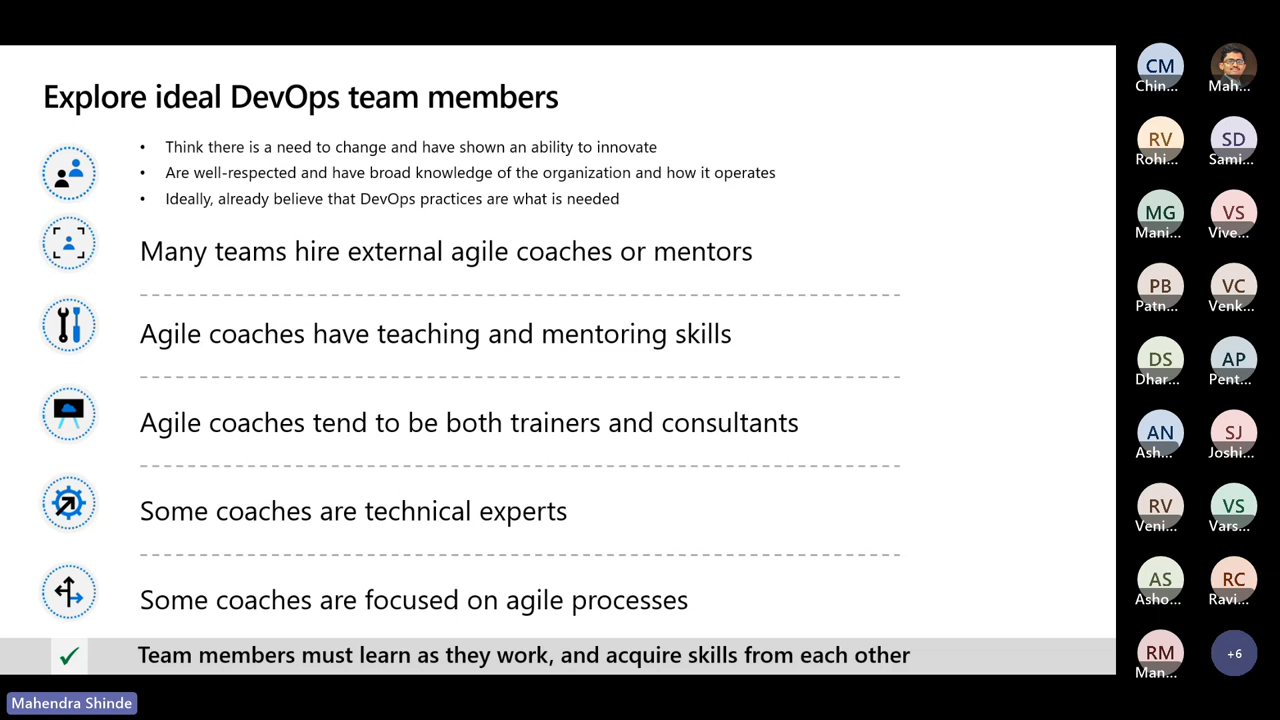 Explore ideal DevOps team members
• Think there is a need to change and have shown an ability to innovate
• Are well-respected and have broad knowledge of the organization and how it operates
• Ideally, already believe that DevOps practices are what is needed
Many teams hire external agile coaches or mentors
Agile coaches have teaching and mentoring skills
Agile coaches tend to be both trainers and consultants
Some coaches are technical experts
Some coaches are focused on agile processes
Team members must learn as they work, and acquire skills from each other
Mahendra Shinde
CM
Chin...
Mah...
RV
Rohi...
SD
Sami...
MG
Mani...
VS
Vive...
PB
Patn...
VC
Venk...
DS
Dhar...
AP
Pent...
AN
Ash...
SJ
Joshi...
RV
Veni...
VS
Vars...
AS
Asho...
RC
Ravi...
RM
Man...
+6